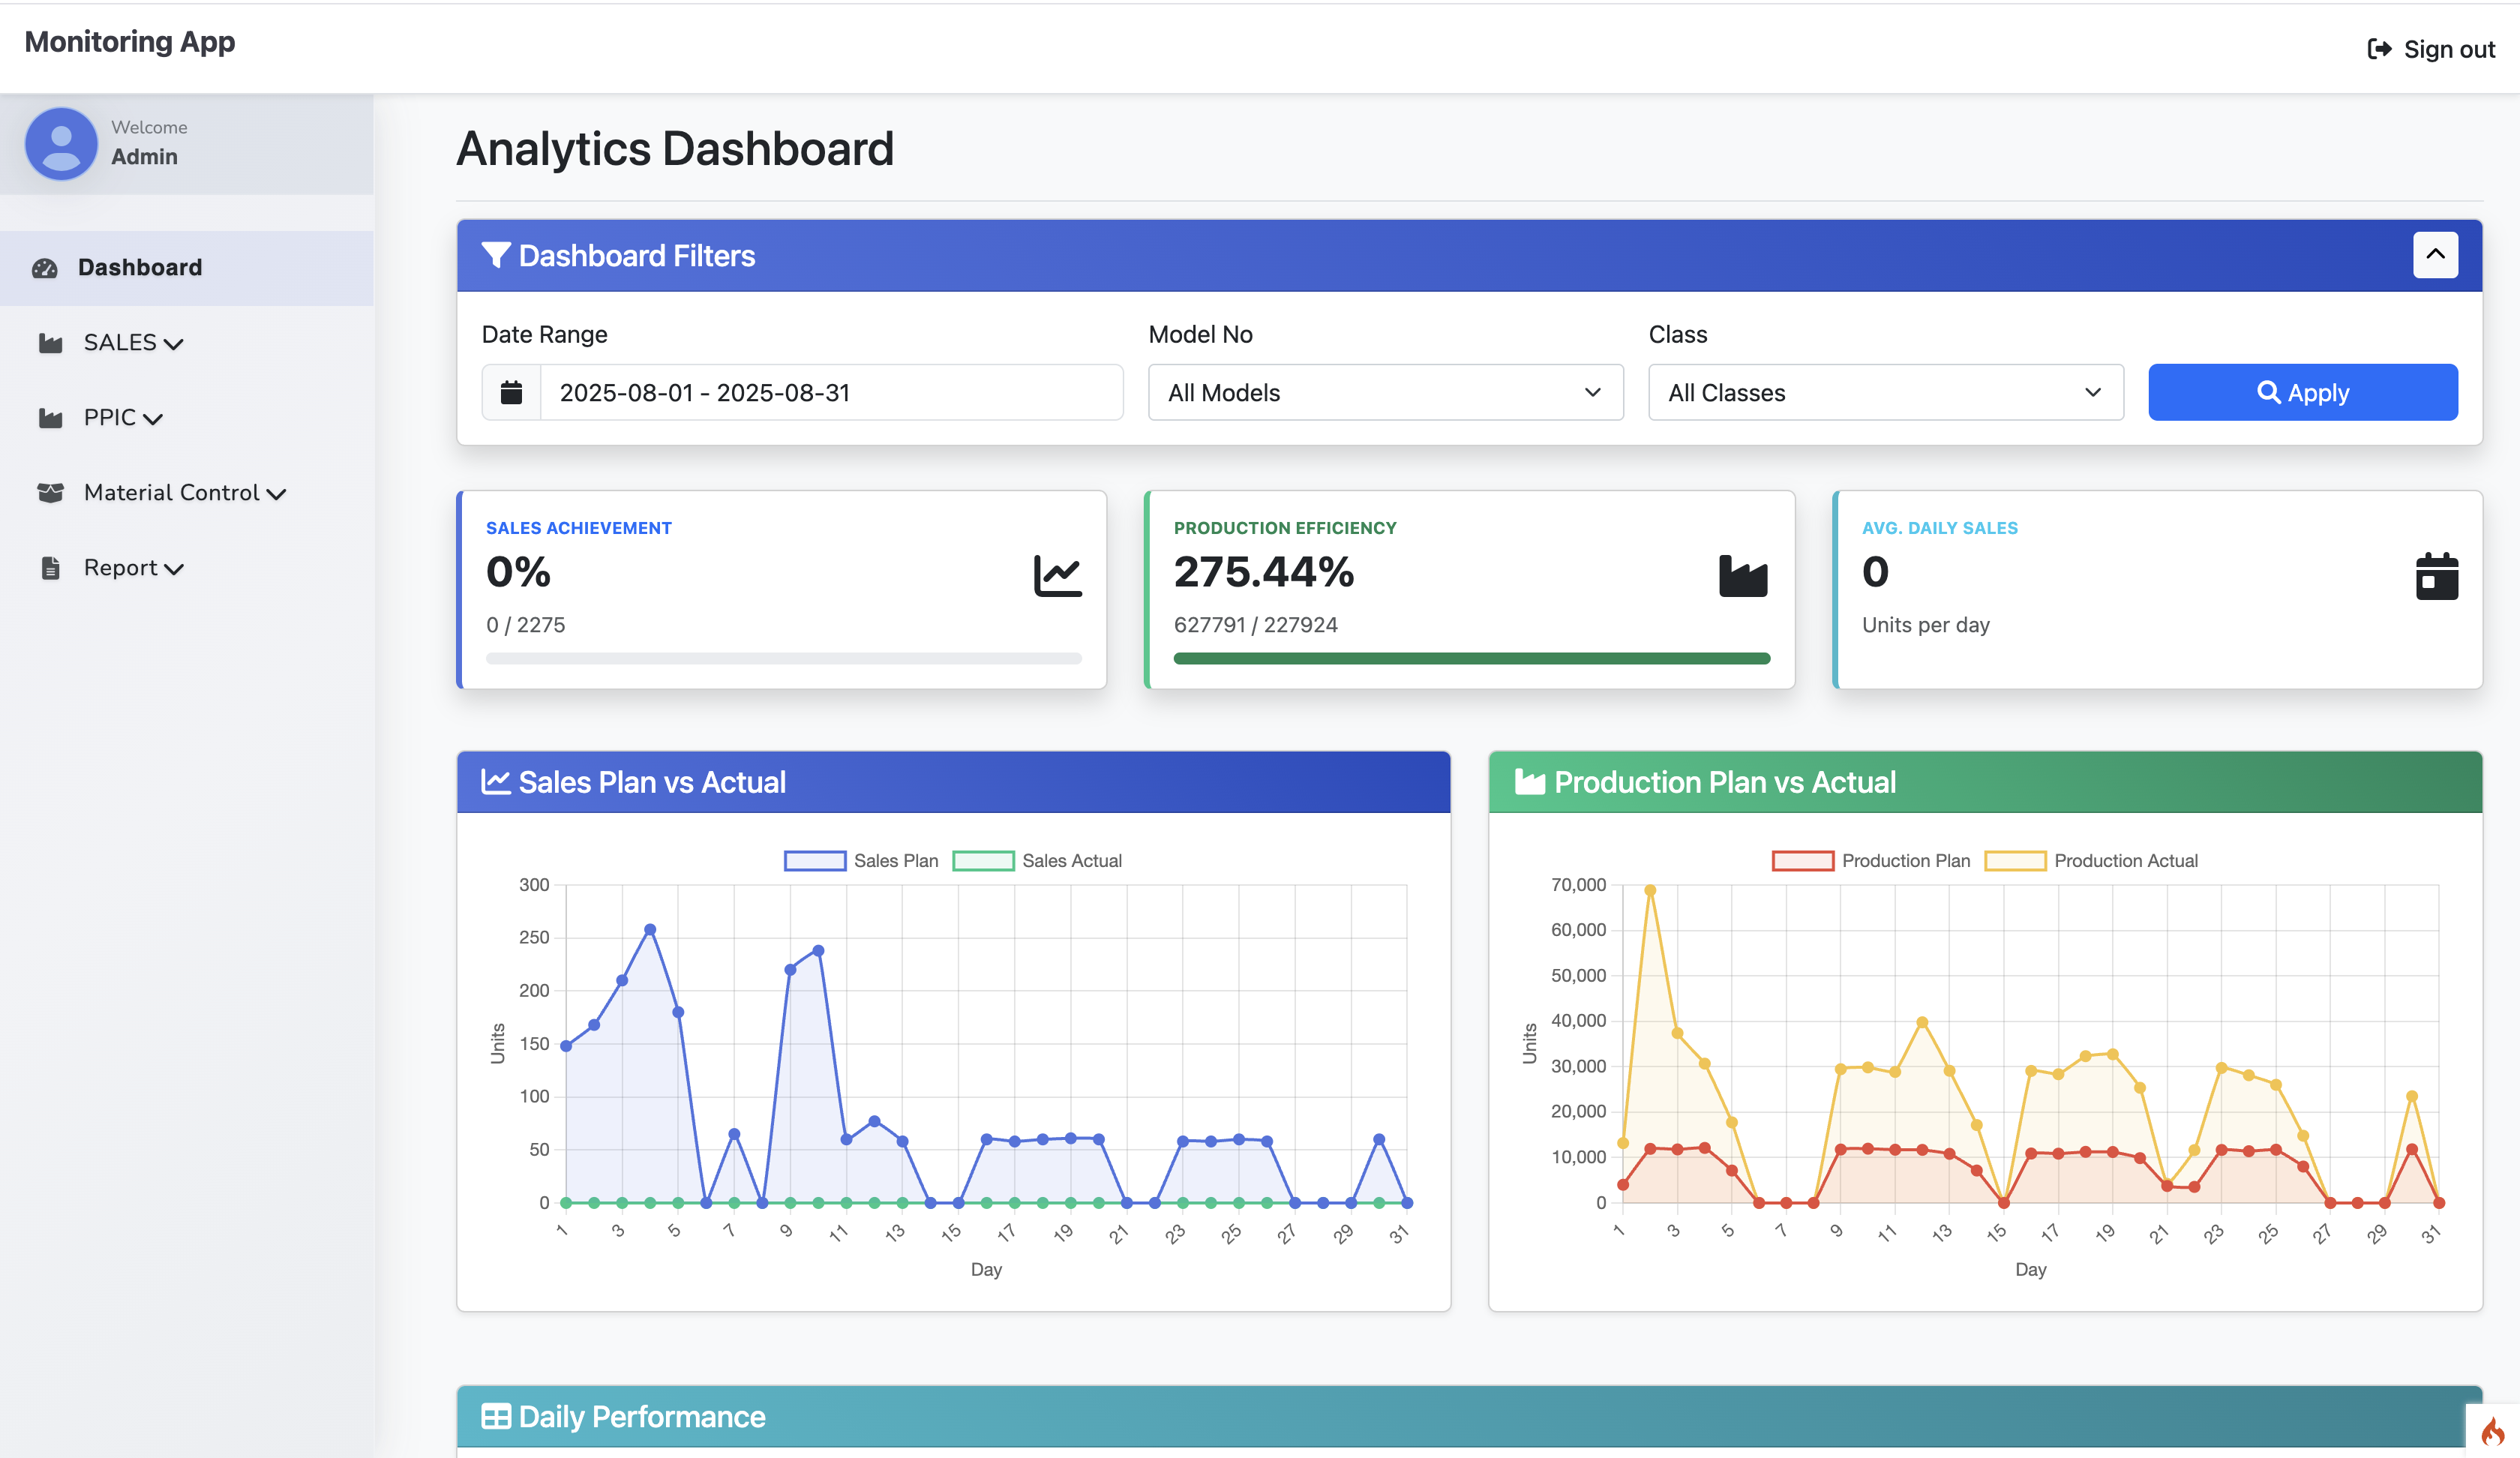 Monitoring App
Sign out
Welcome
Admin
Dashboard
SALES
PPIC
Material Control
Report
Analytics Dashboard
Dashboard Filters
Date Range
Model No
Class
2025-08-01 - 2025-08-31
All Models
All Classes
Apply
SALES ACHIEVEMENT
0%
0 / 2275
PRODUCTION EFFICIENCY
275.44%
627791 / 227924
AVG. DAILY SALES
0
Units per day
Sales Plan vs Actual
Sales Plan
Sales Actual
300
250
200
150
100
50
0
Units
1 3 5 7 9 11 13 15 17 19 21 23 25 27 29 31
Day
Production Plan vs Actual
Production Plan
Production Actual
70,000
60,000
50,000
40,000
30,000
20,000
10,000
0
Units
1 3 5 7 9 11 13 15 17 19 21 23 25 27 29 31
Day
Daily Performance